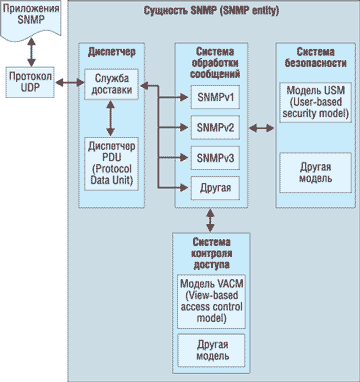 Приложения
SNMP
Протокол
UDP
Сущность SNMP (SNMP entity)
Диспетчер
Служба
доставки
Диспетчер
PDU
(Protocol
Data Unit)
Система
обработки
сообщений
SNMPv1
SNMPv2
SNMPv3
Другая
Система
безопасности
Модель USM
(User-based
security model)
Другая
модель
Система
контроля
доступа
Модель VACM
(View-based
access control
model)
Другая
модель